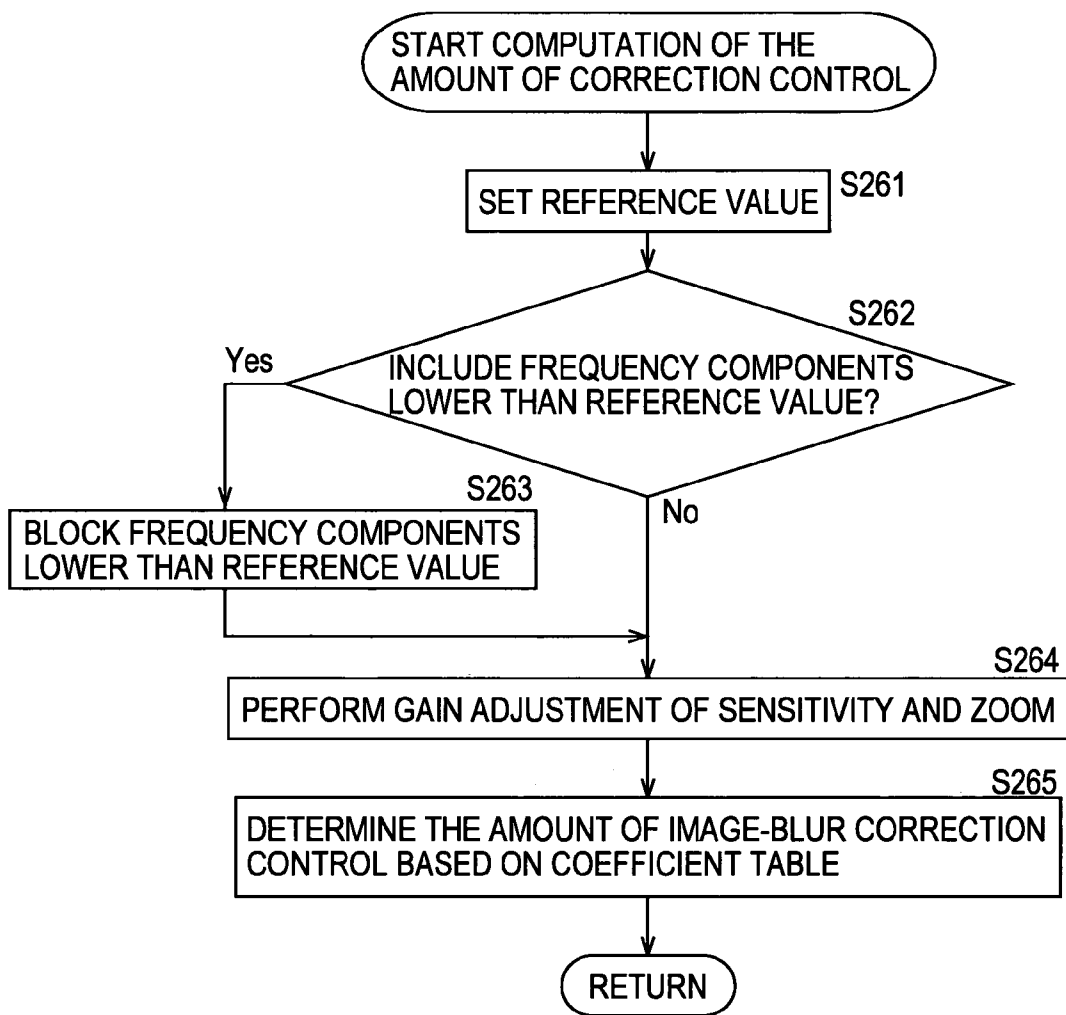 START COMPUTATION OF THE
AMOUNT OF CORRECTION CONTROL
S261
SET REFERENCE VALUE
S262
Yes
INCLUDE FREQUENCY COMPONENTS
LOWER THAN REFERENCE VALUE?
S263
No
BLOCK FREQUENCY COMPONENTS
LOWER THAN REFERENCE VALUE
S264
PERFORM GAIN ADJUSTMENT OF SENSITIVITY AND ZOOM
S265
DETERMINE THE AMOUNT OF IMAGE-BLUR CORRECTION
CONTROL BASED ON COEFFICIENT TABLE
RETURN